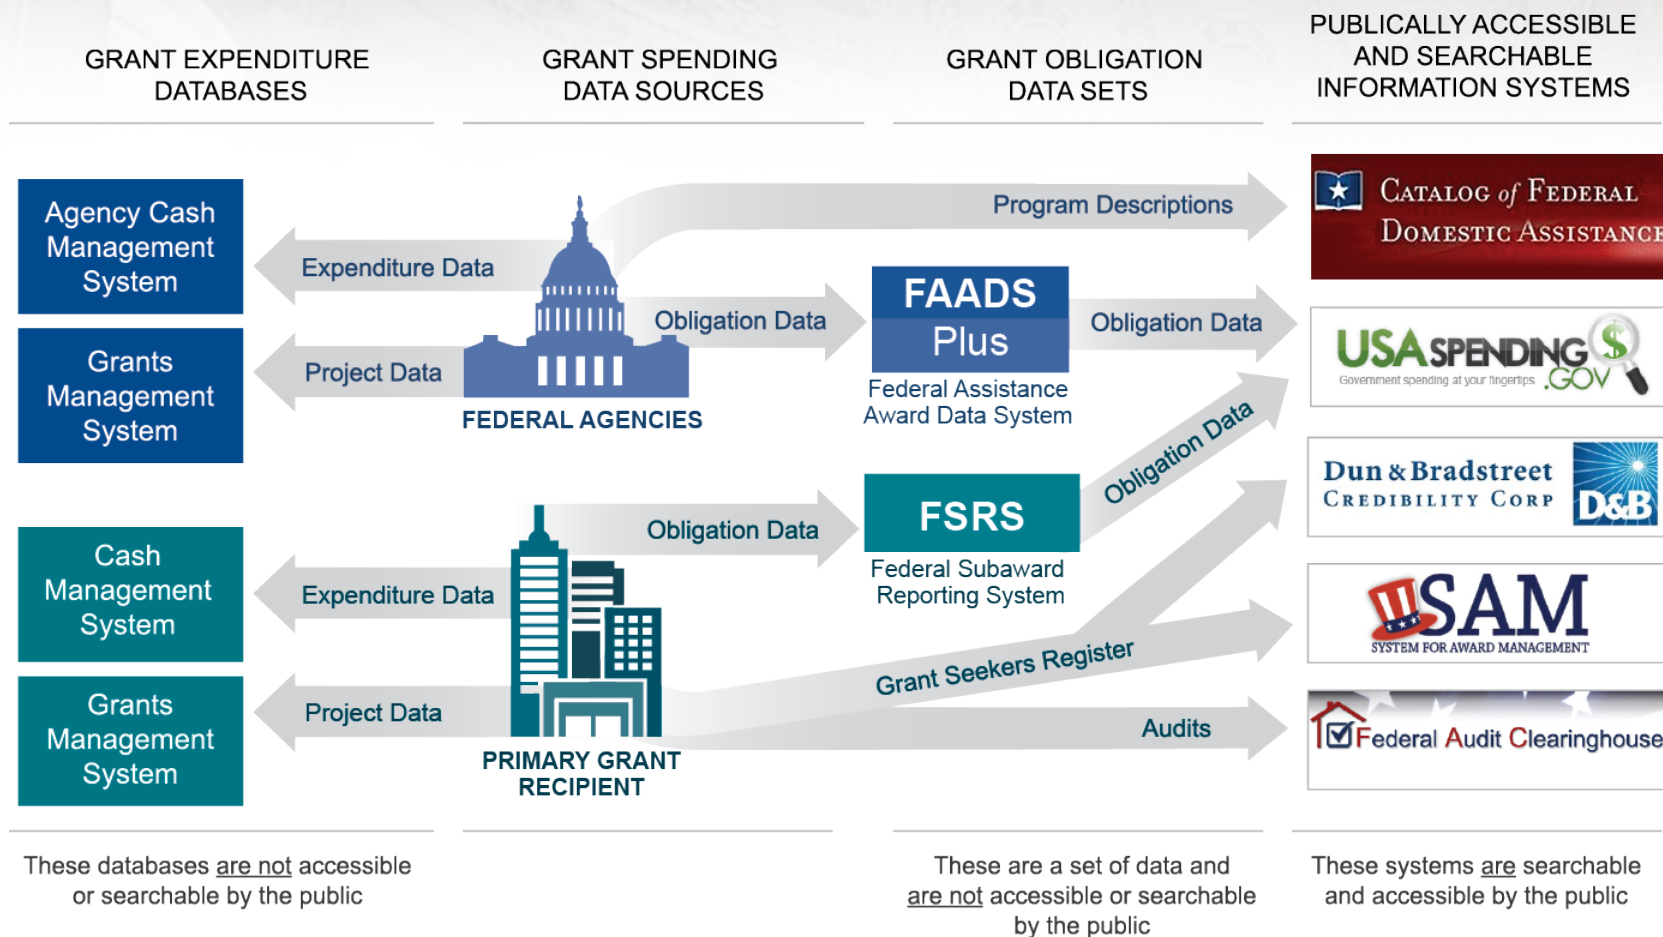 GRANT EXPENDITURE
DATABASES
GRANT SPENDING
DATA SOURCES
GRANT OBLIGATION
DATA SETS
PUBLICALLY ACCESSIBLE
AND SEARCHABLE
INFORMATION SYSTEMS
Agency Cash
Management
System
Grants
Management
System
Cash
Management
System
Grants
Management
System
Expenditure Data
Project Data
FEDERAL AGENCIES
Expenditure Data
Project Data
PRIMARY GRANT
RECIPIENT
Program Descriptions
Obligation Data
FAADS
Plus
Federal Assistance
Award Data System
Obligation Data
Obligation Data
FSRS
Federal Subaward
Reporting System
Obligation Data
Grant Seekers Register
Audits
CATALOG of FEDERAL
DOMESTIC ASSISTANCE
USASPENDING
Government spending at your fingertips.
.GOV
$
Dun & Bradstreet
CREDIBILITY CORP
D&B
SAM
SYSTEM FOR AWARD MANAGEMENT
Federal Audit Clearinghouse
These databases are not accessible
or searchable by the public
These are a set of data and
are not accessible or searchable
by the public
These systems are searchable
and accessible by the public